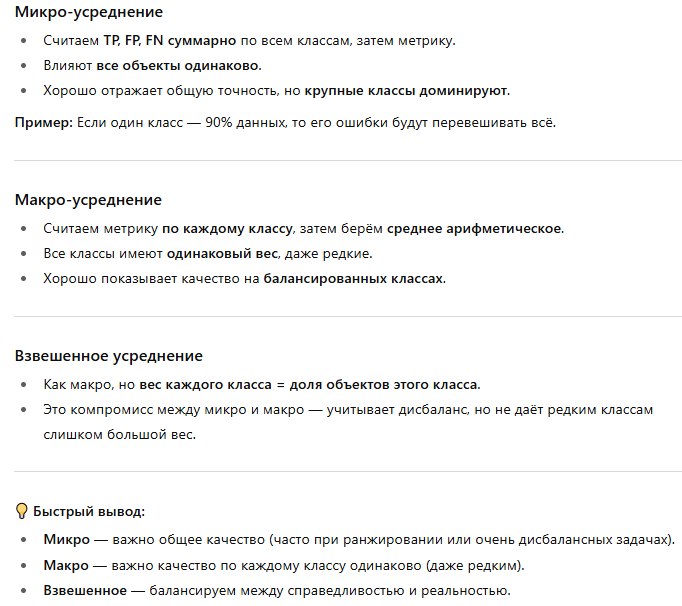 Микро-усреднение
Считаем TP, FP, FN суммарно по всем классам, затем метрику.
Влияют все объекты одинаково.
Хорошо отражает общую точность, но крупные классы доминируют.
Пример: Если один класс — 90% данных, то его ошибки будут перевешивать всё.
Макро-усреднение
Считаем метрику по каждому классу, затем берём среднее арифметическое.
Все классы имеют одинаковый вес, даже редкие.
Хорошо показывает качество на балансированных классах.
Взвешенное усреднение
Как макро, но вес каждого класса = доля объектов этого класса.
Это компромисс между микро и макро — учитывает дисбаланс, но не даёт редким классам
слишком большой вес.
Быстрый вывод:
Микро — важно общее качество (часто при ранжировании или очень дисбалансных задачах).
Макро — важно качество по каждому классу одинаково (даже редким).
Взвешенное — балансируем между справедливостью и реальностью.